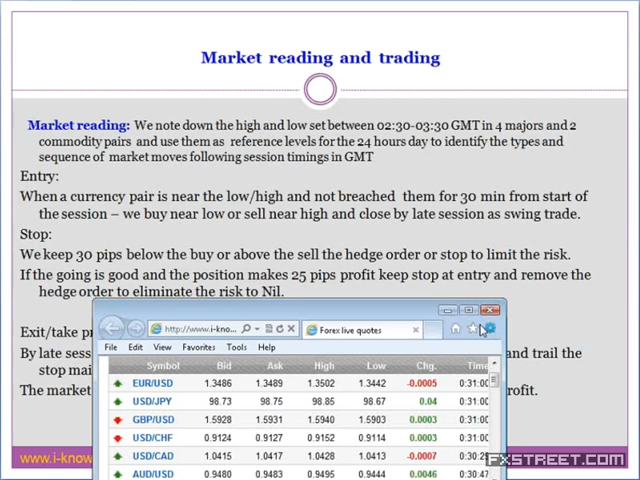 Market reading and trading
Market reading: We note down the high and low set between 02:30-03:30 GMT in 4 majors and 2
commodity pairs and use them as reference levels for the 24 hours day to identify the types and
sequence of market moves following session timings in GMT
Entry:
When a currency pair is near the low/high and not breached them for 30 min from start of
the session – we buy near low or sell near high and close by late session as swing trade.
Stop:
We keep 30 pips below the buy or above the sell the hedge order or stop to limit the risk.
If the going is good and the position makes 25 pips profit keep stop at entry and remove the
hedge order to eliminate the risk to Nil.
Exit/take pr
By late sess
and trail the
stop mai
The market
ofit.
http://www.i-kno...
Forex live quotes
File Edit View Favorites Tools Help
Symbol Bid Ask High Low Chg. Time
EUR/USD 1.3486 1.3489 1.3502 1.3442 -0.0005 0:31:00
USD/JPY 98.73 98.75 98.85 98.67 0.04 0:31:00
GBP/USD 1.5928 1.5931 1.5940 1.5903 0.0003 0:31:00
USD/CHF 0.9124 0.9127 0.9152 0.9114 0.0003 0:31:00
USD/CAD 1.0415 1.0417 1.0428 1.0413 -0.0007 0:30:29
AUD/USD 0.9480 0.9483 0.9495 0.9444 0.0046 0:30:47
www.i-know
FXSTREET.COM